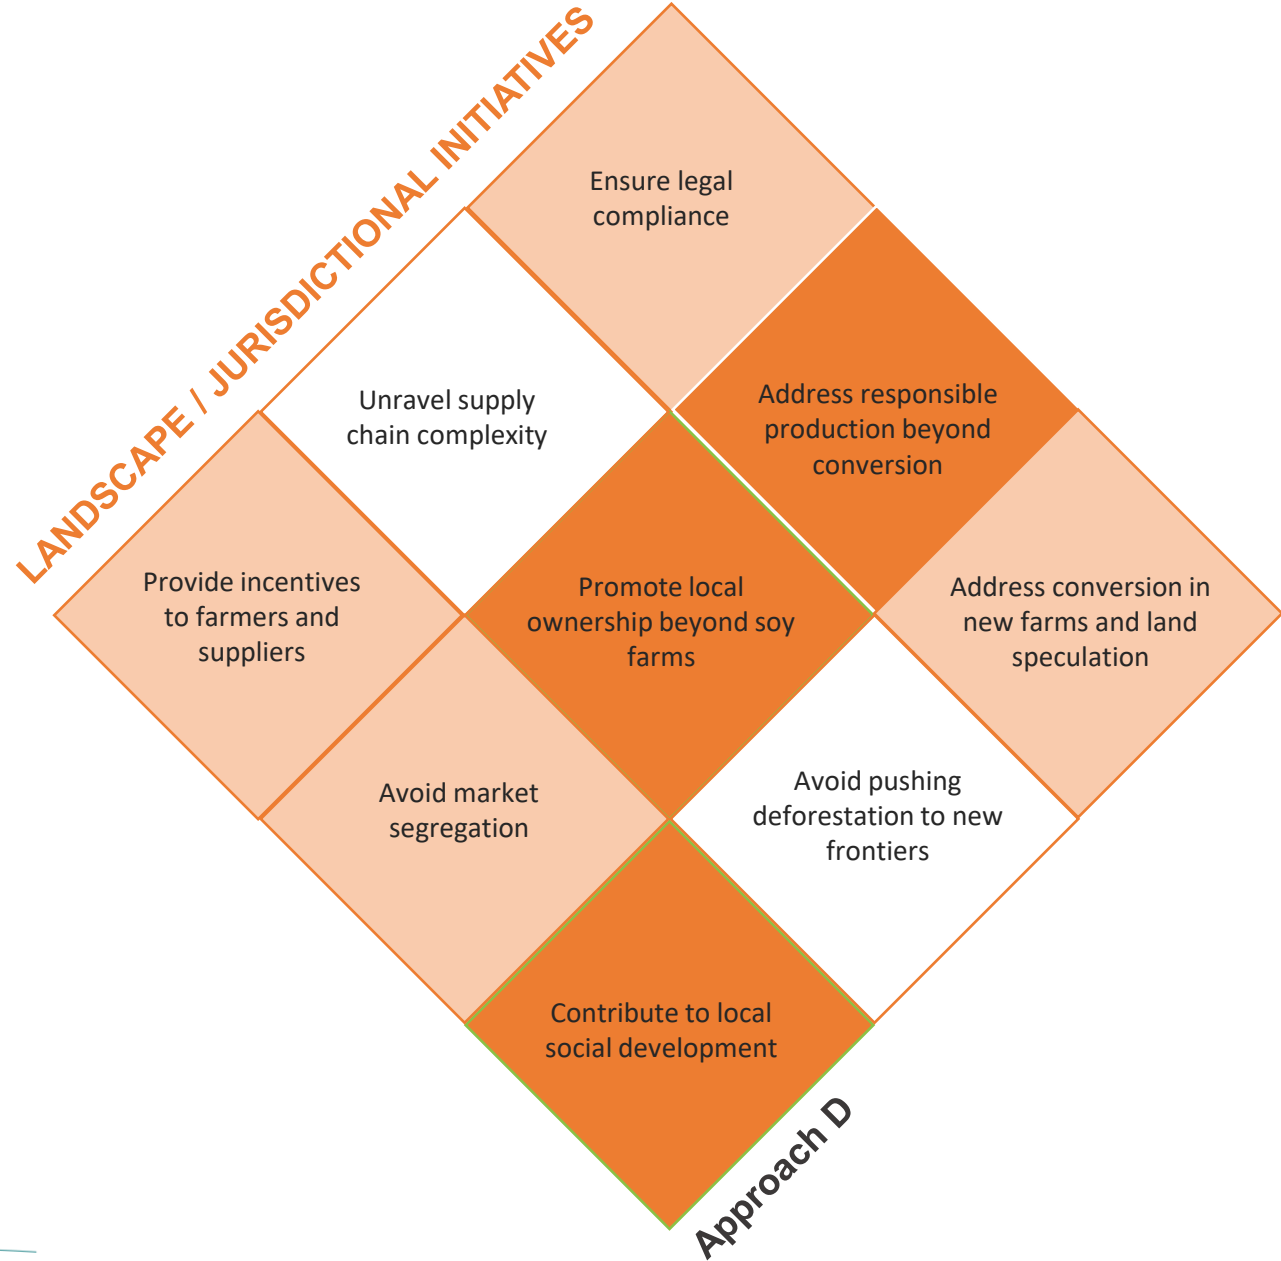 LANDSCAPE / JURISDICTIONAL INITIATIVES
Ensure legal
compliance
Unravel supply
chain complexity
Address responsible
production beyond
conversion
Provide incentives
to farmers and
suppliers
Promote local
ownership beyond soy
farms
Address conversion in
new farms and land
speculation
Avoid market
segregation
Avoid pushing
deforestation to new
frontiers
Contribute to local
social development
Approach D